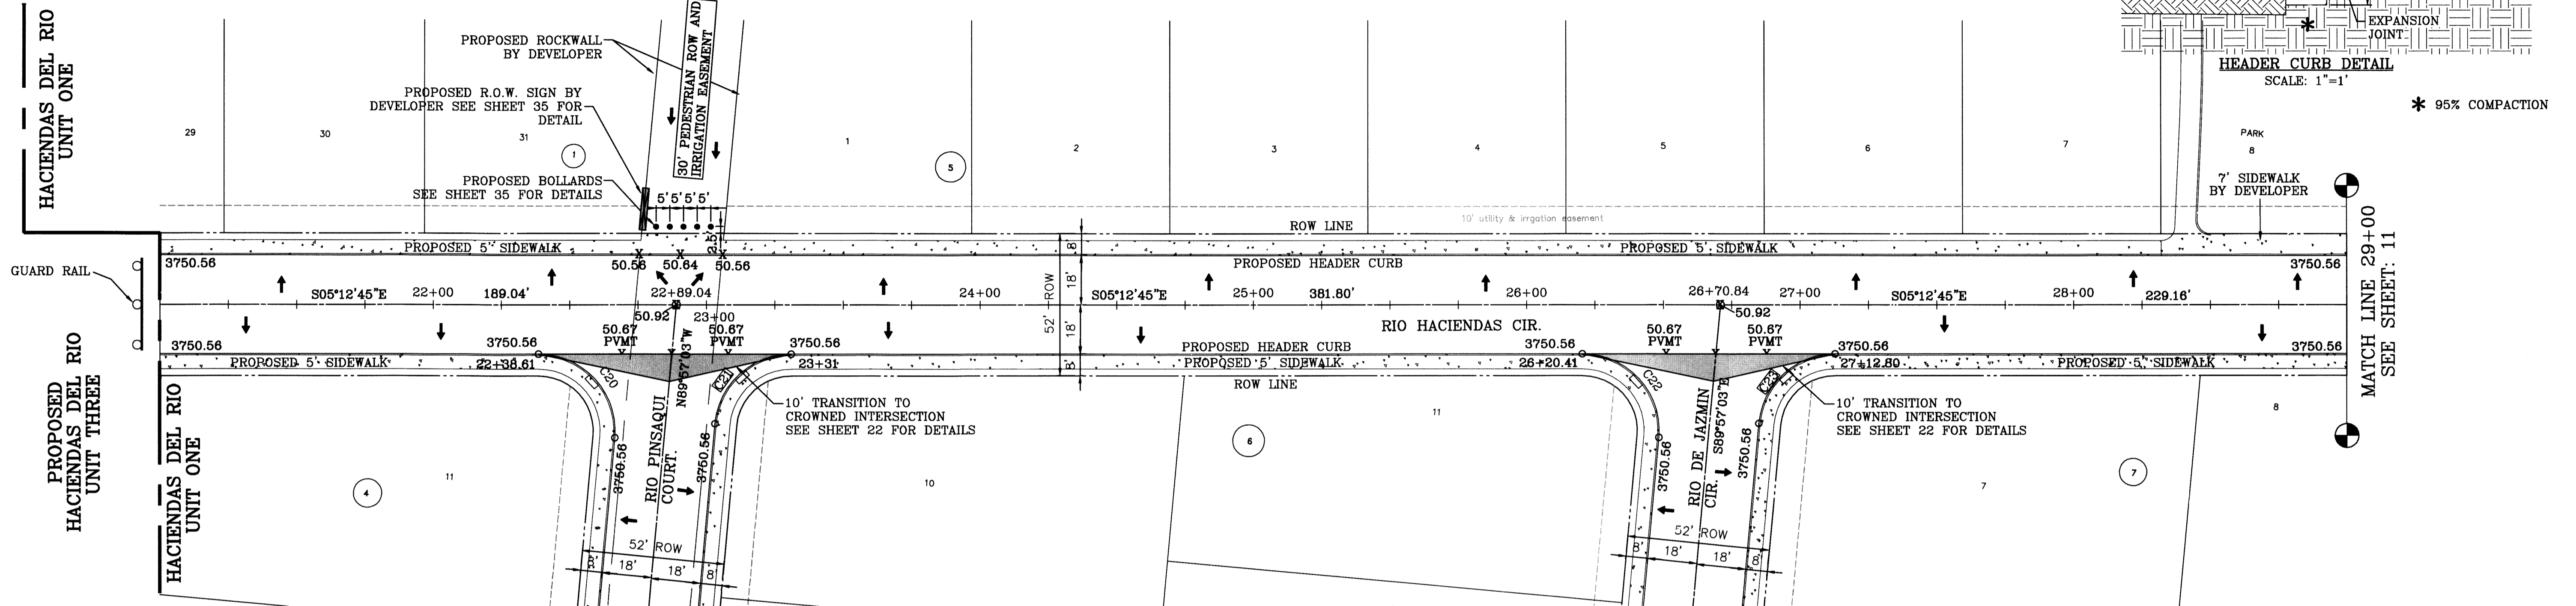 HACIENDAS DEL RIO
UNIT ONE
PROPOSED ROCKWALL
BY DEVELOPER
30' PEDESTRIAN ROW AND
IRRIGATION EASEMENT
PROPOSED R.O.W. SIGN BY
DEVELOPER SEE SHEET 35 FOR
DETAIL
PROPOSED BOLLARDS
SEE SHEET 35 FOR DETAILS
EXPANSION
JOINT
HEADER CURB DETAIL
SCALE: 1"=1'
* 95% COMPACTION
29
30
31
1
1
5
2
3
4
5
6
7
PARK
8
7' SIDEWALK
BY DEVELOPER
5' 5' 5' 5'
2.5'
10' utility & irrgation easement
ROW LINE
PROPOSED 5' SIDEWALK
PROPOSED 5' SIDEWALK
GUARD RAIL
3750.56
50.56
50.64
50.56
PROPOSED HEADER CURB
3750.56
8'
18'
52' ROW
18'
8'
S05°12'45"E
22+00
189.04'
22+89.04
24+00
S05°12'45"E
25+00
381.80'
26+00
26+70.84
27+00
S05°12'45"E
28+00
229.16'
50.92
23+00
50.92
RIO HACIENDAS CIR.
50.67
PVMT
50.67
PVMT
50.67
PVMT
50.67
PVMT
3750.56
3750.56
3750.56
PROPOSED HEADER CURB
3750.56
3750.56
3750.56
PROPOSED 5' SIDEWALK
22+38.61
23+31
PROPOSED 5' SIDEWALK
26+20.41
27+12.80
PROPOSED 5' SIDEWALK
ROW LINE
C20
C21
C22
C23
N89°57'03"W
S89°57'03"E
10' TRANSITION TO
CROWNED INTERSECTION
SEE SHEET 22 FOR DETAILS
10' TRANSITION TO
CROWNED INTERSECTION
SEE SHEET 22 FOR DETAILS
MATCH LINE 29+00
SEE SHEET: 11
PROPOSED
HACIENDAS DEL RIO
UNIT THREE
HACIENDAS DEL RIO
UNIT ONE
4
11
3750.56
RIO PINSAQUI
COURT.
3750.56
10
6
11
3750.56
RIO DE JAZMIN
CIR.
3750.56
7
7
8
52' ROW
8'
18'
18'
8'
52' ROW
8'
18'
18'
8'